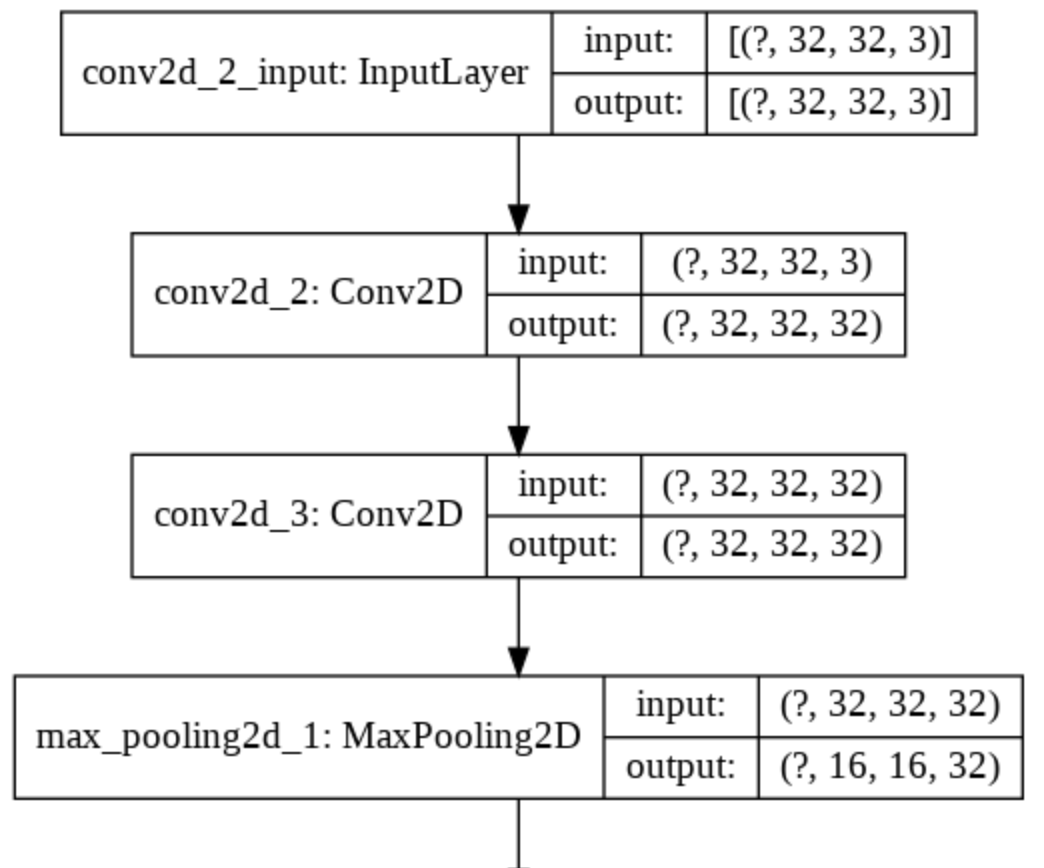 conv2d_2_input: InputLayer
input:
[(?, 32, 32, 3)]
output:
[(?, 32, 32, 3)]
conv2d_2: Conv2D
input:
(?, 32, 32, 3)
output:
(?, 32, 32, 32)
conv2d_3: Conv2D
input:
(?, 32, 32, 32)
output:
(?, 32, 32, 32)
max_pooling2d_1: MaxPooling2D
input:
(?, 32, 32, 32)
output:
(?, 16, 16, 32)